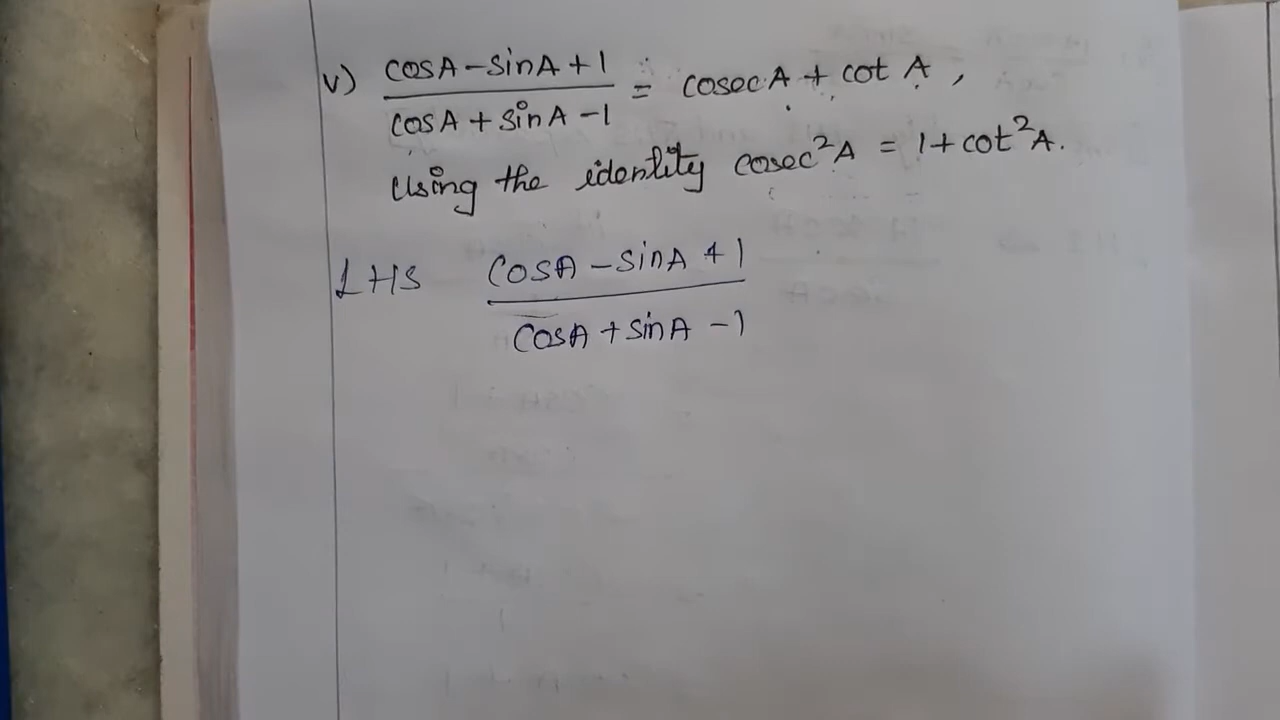 v) cosA-sinA+1 / cosA+sinA-1 = cosecA + cot A ,
Using the identity cosec²A = 1+cot²A.
LHS cosA-sinA+1 / cosA+sinA-1